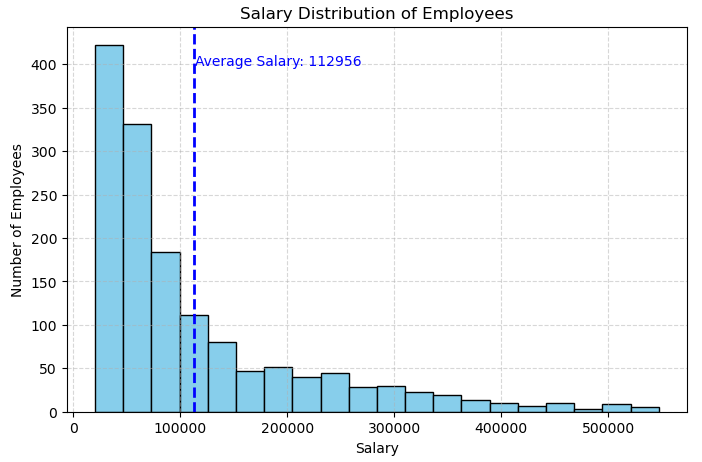 Salary Distribution of Employees
Average Salary: 112956
Number of Employees
400
350
300
250
200
150
100
50
0
0 100000 200000 300000 400000 500000
Salary